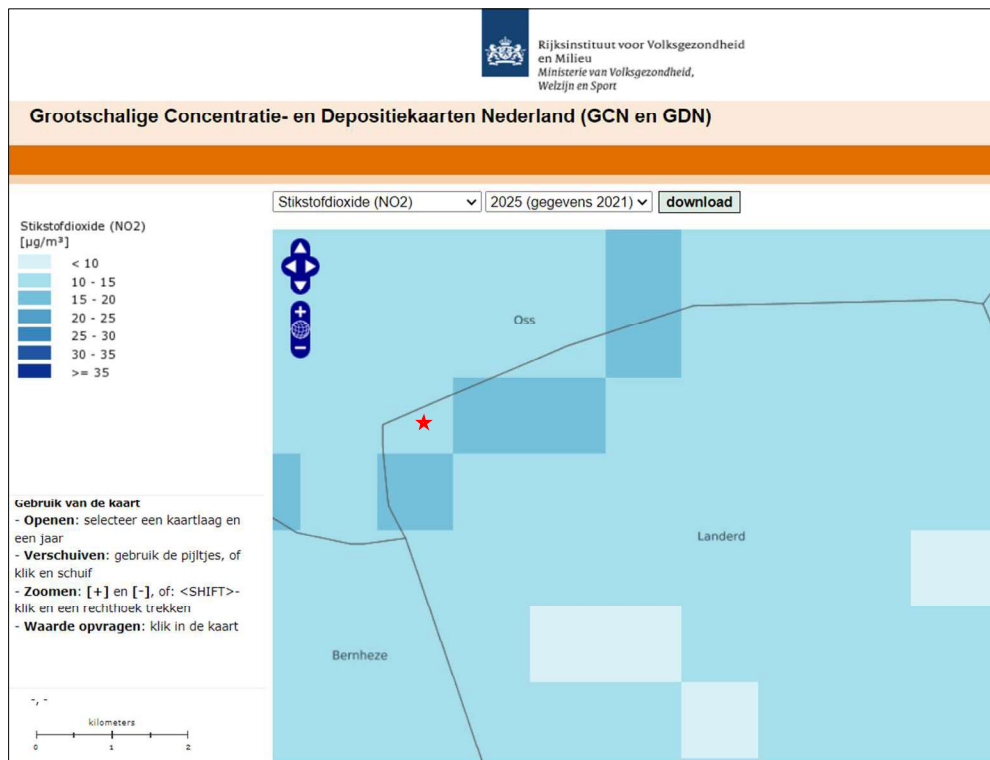 Rijksinstituut voor Volksgezondheid
en Milieu
Ministerie van Volksgezondheid,
Welzijn en Sport
Grootschalige Concentratie- en Depositiekaarten Nederland (GCN en GDN)
Stikstofdioxide (NO2)
2025 (gegevens 2021)
download
Stikstofdioxide (NO2)
[µg/m³]
< 10
10 - 15
15 - 20
20 - 25
25 - 30
30 - 35
>= 35
Oss
Landerd
Bernheze
Gebruik van de kaart
- Openen: selecteer een kaartlaag en
een jaar
- Verschuiven: gebruik de pijltjes, of
klik en schuif
- Zoomen: [+] en [-], of: <SHIFT>-
klik en een rechthoek trekken
- Waarde opvragen: klik in de kaart
-, -
kilometers
0 1 2